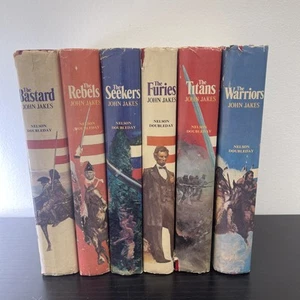 The
Bastard
JOHN JAKES
NELSON
DOUBLEDAY
The
Rebels
JOHN JAKES
NELSON
DOUBLEDAY
The
Seekers
JOHN JAKES
NELSON
DOUBLEDAY
The
Furies
JOHN JAKES
NELSON
DOUBLEDAY
The
Titans
JOHN JAKES
NELSON
DOUBLEDAY
The
Warriors
JOHN JAKES
NELSON
DOUBLEDAY